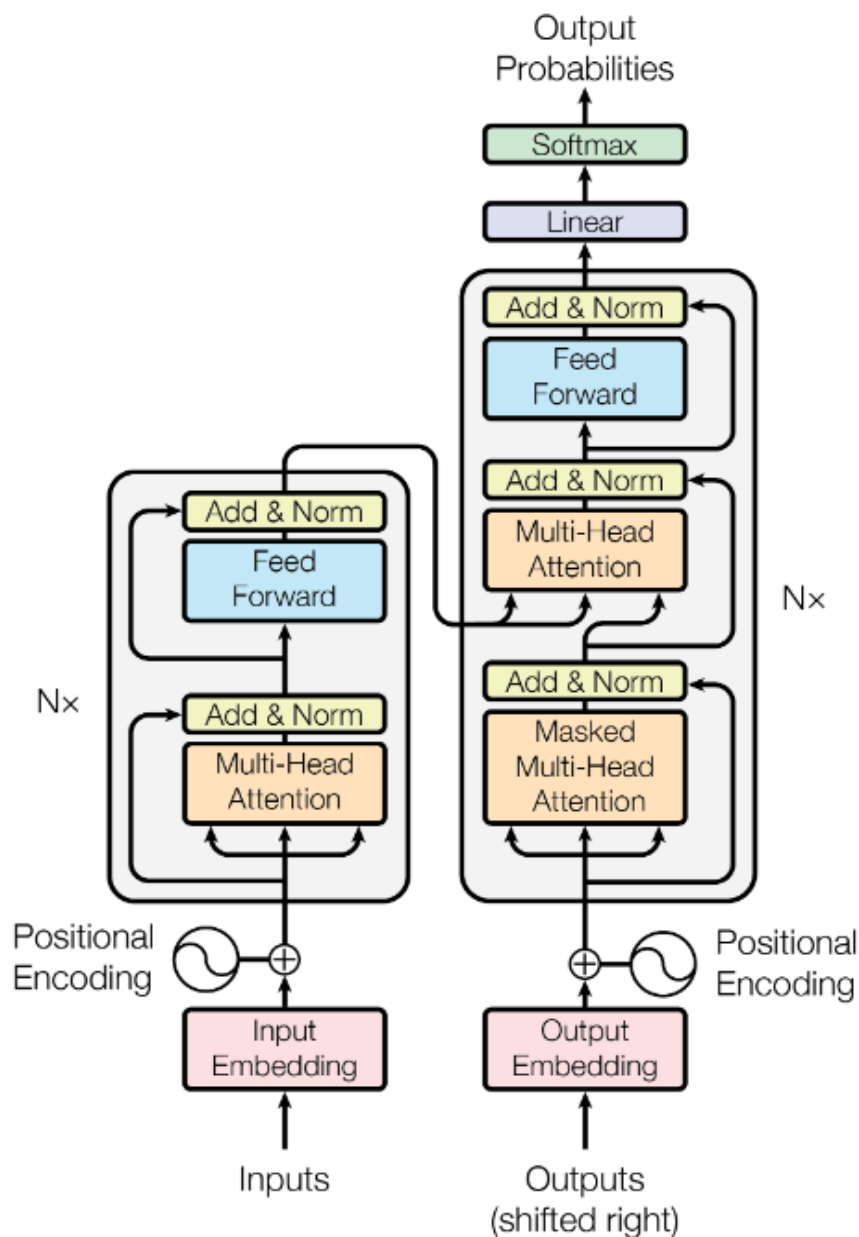 Output
Probabilities
Softmax
Linear
Add & Norm
Feed
Forward
Add & Norm
Multi-Head
Attention
Add & Norm
Masked
Multi-Head
Attention
Nx
Add & Norm
Feed
Forward
Add & Norm
Multi-Head
Attention
Nx
Positional
Encoding
Positional
Encoding
Input
Embedding
Output
Embedding
Inputs
Outputs
(shifted right)